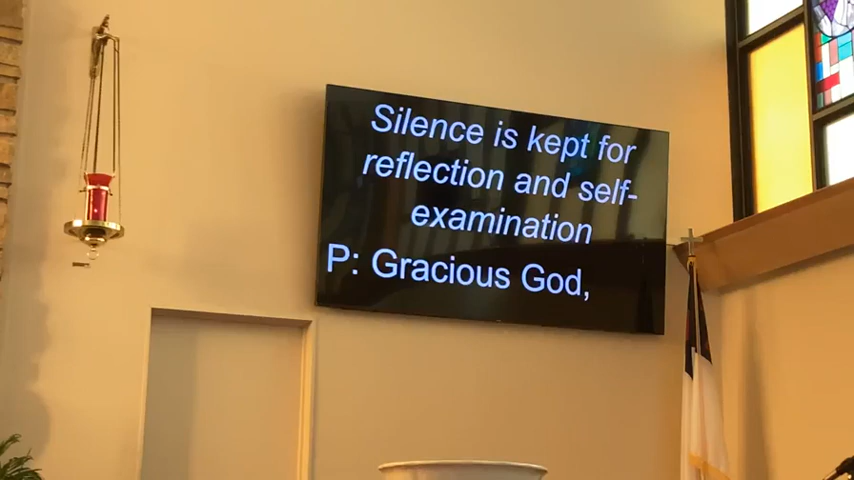 Silence is kept for
reflection and self-
examination
P: Gracious God,